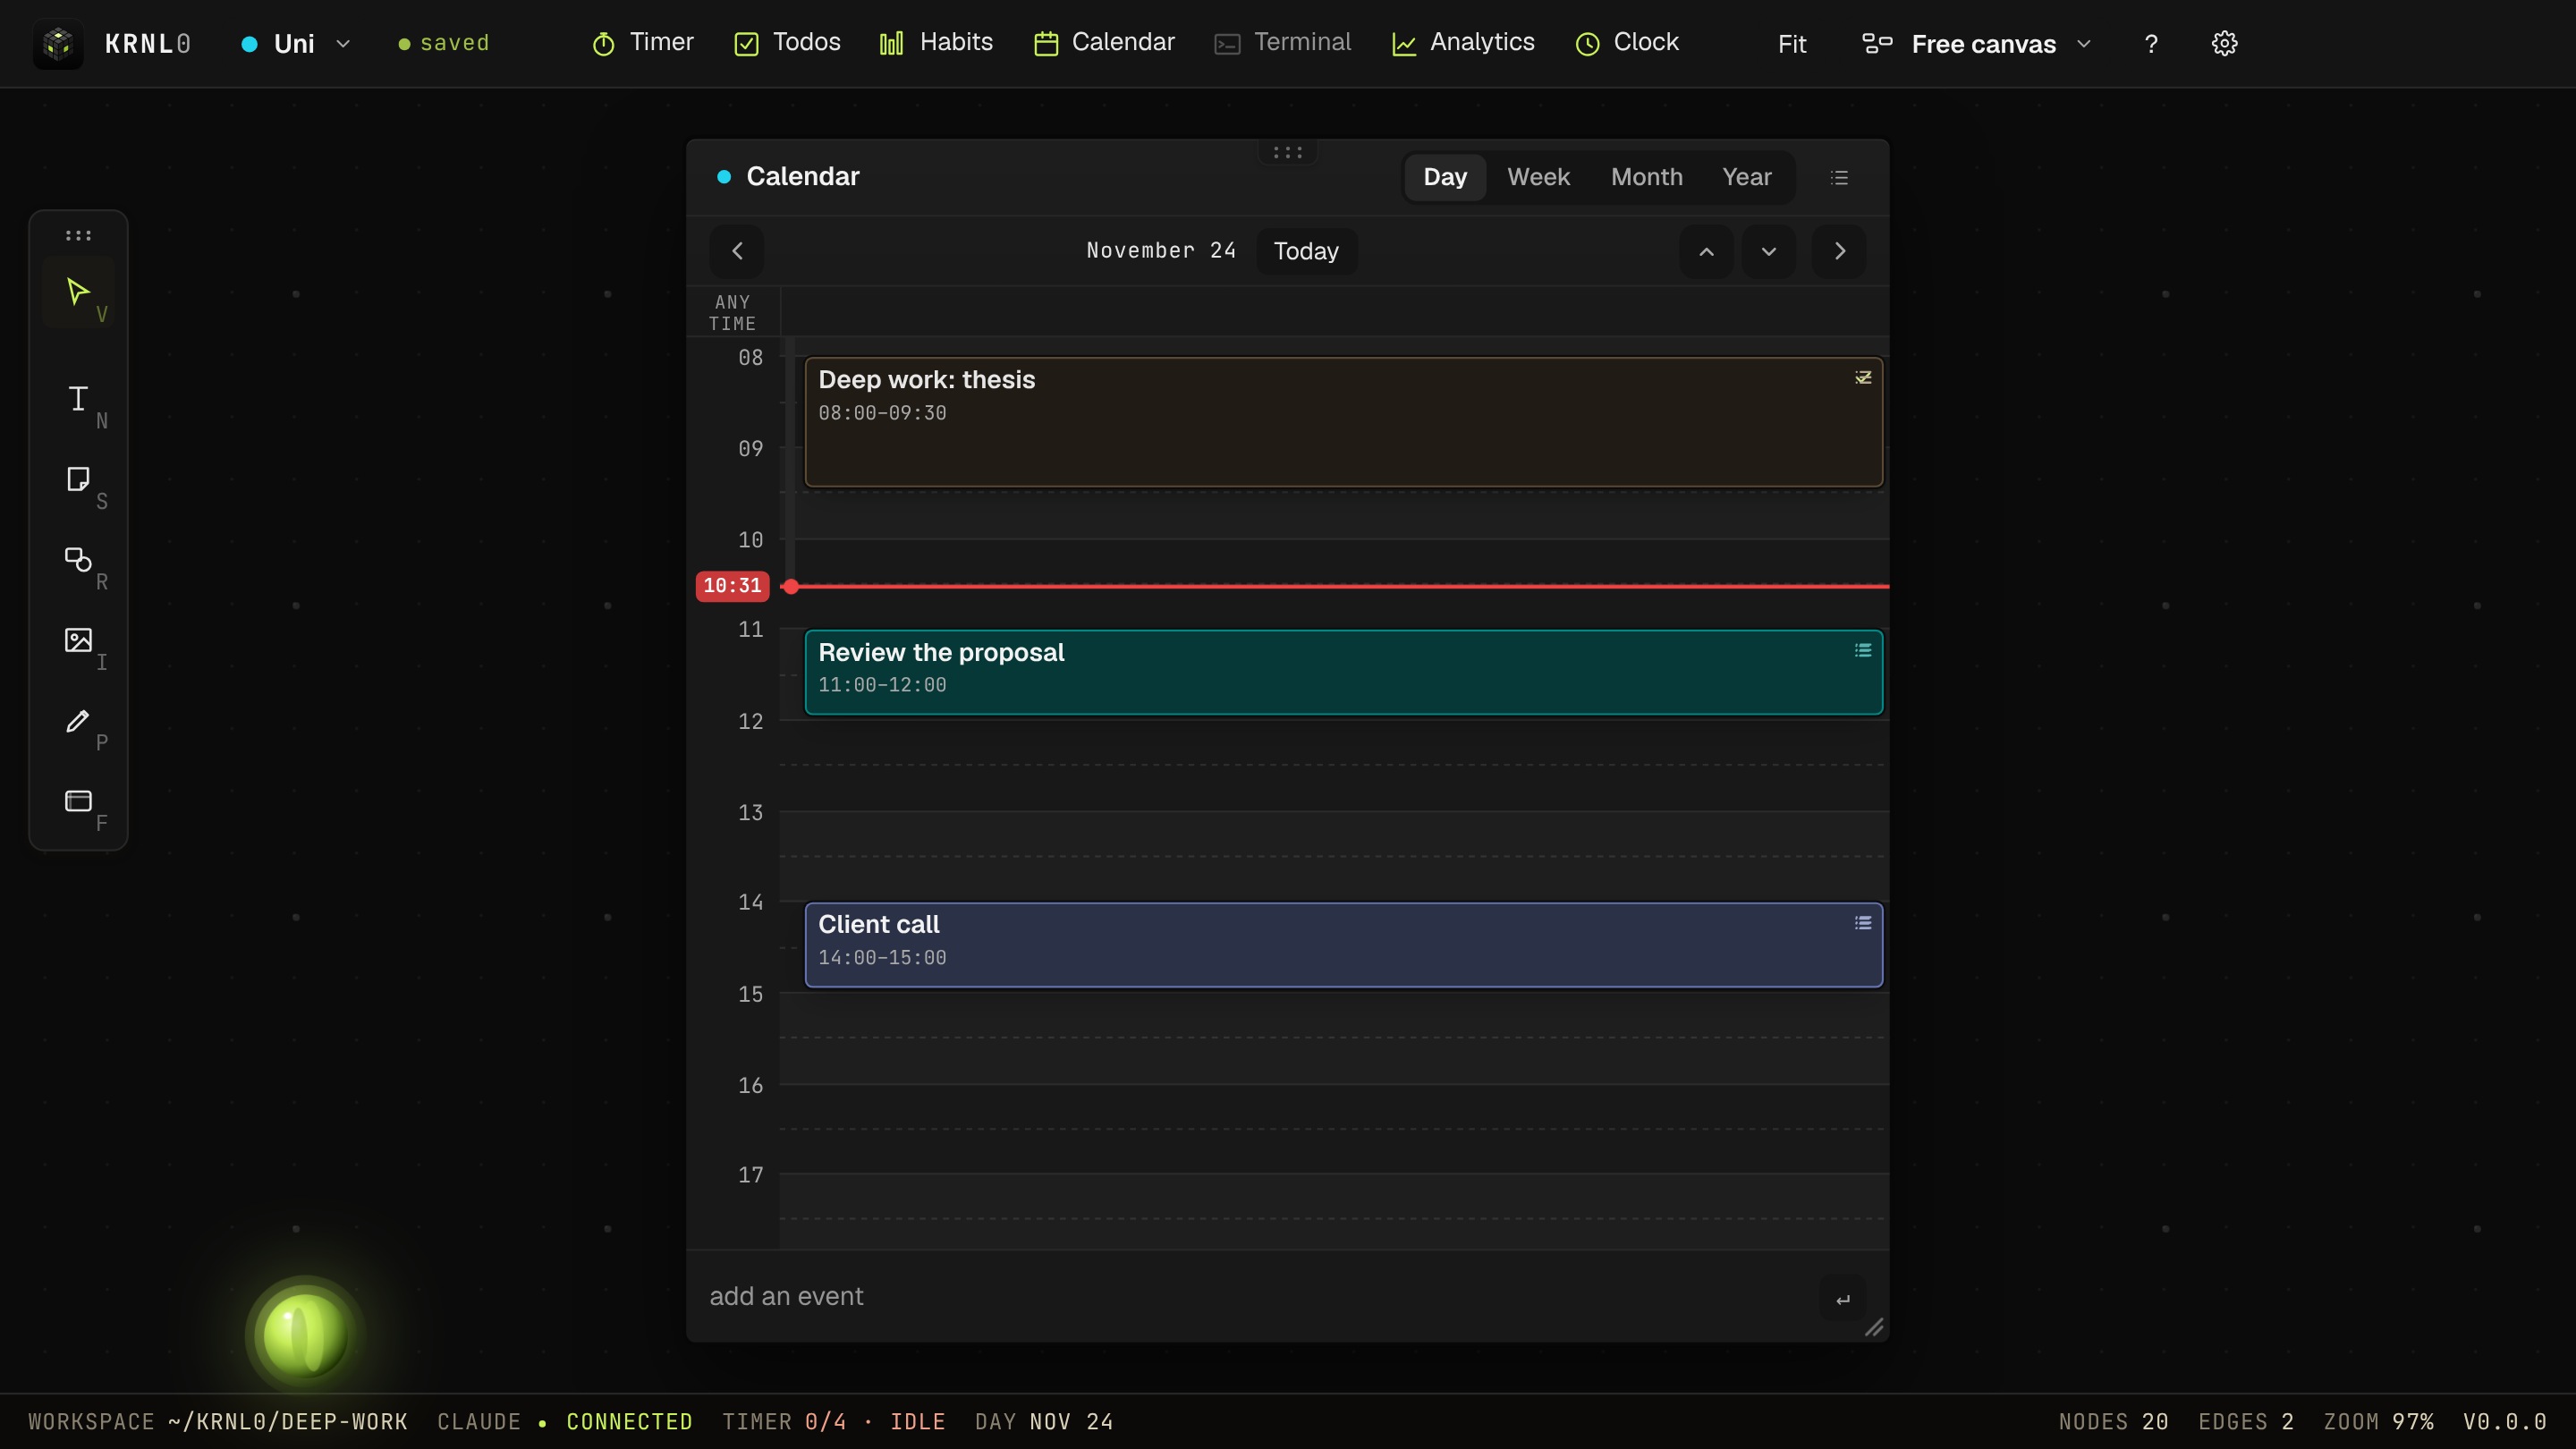 KRNL0 Uni saved Timer Todos Habits Calendar Terminal Analytics Clock Fit Free canvas ?
Calendar Day Week Month Year
November 24 Today
ANY
TIME
V
N
S
R
I
P
F
08
Deep work: thesis
08:00–09:30
09
10
10:31
11
Review the proposal
11:00–12:00
12
13
14
Client call
14:00–15:00
15
16
17
add an event
WORKSPACE ~/KRNL0/DEEP-WORK CLAUDE • CONNECTED TIMER 0/4 · IDLE DAY NOV 24 NODES 20 EDGES 2 ZOOM 97% V0.0.0